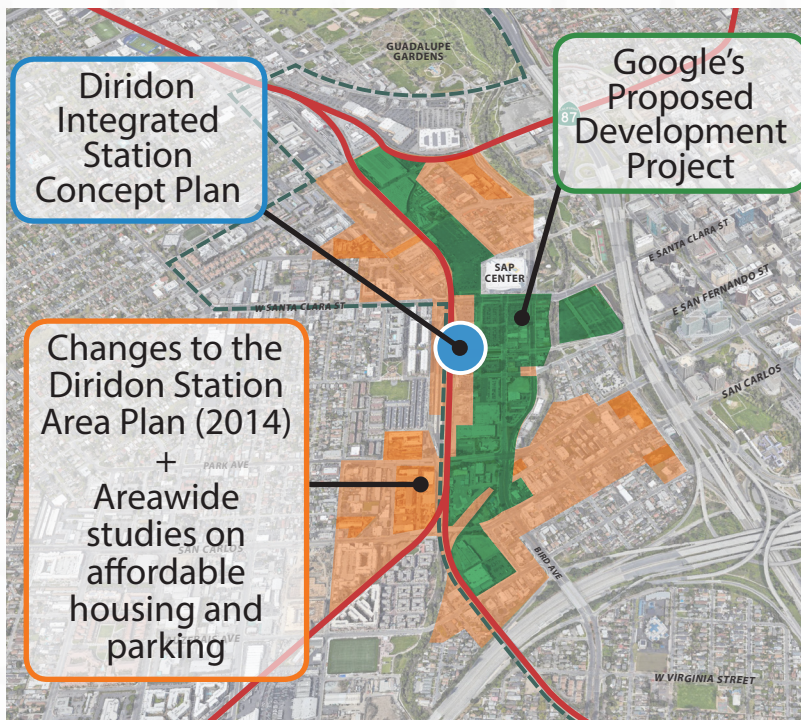 GUADALUPE
GARDENS
Diridon
Integrated
Station
Concept Plan
Google's
Proposed
Development
Project
87
SAP
CENTER
E SANTA CLARA ST
E SAN FERNANDO ST
W SANTA CLARA ST
SAN CARLOS
Changes to the
Diridon Station
Area Plan (2014)
+
Areawide
studies on
affordable
housing and
parking
PARK AVE
SAN CARLOS
AVE
BIRD AVE
W VIRGINIA STREET